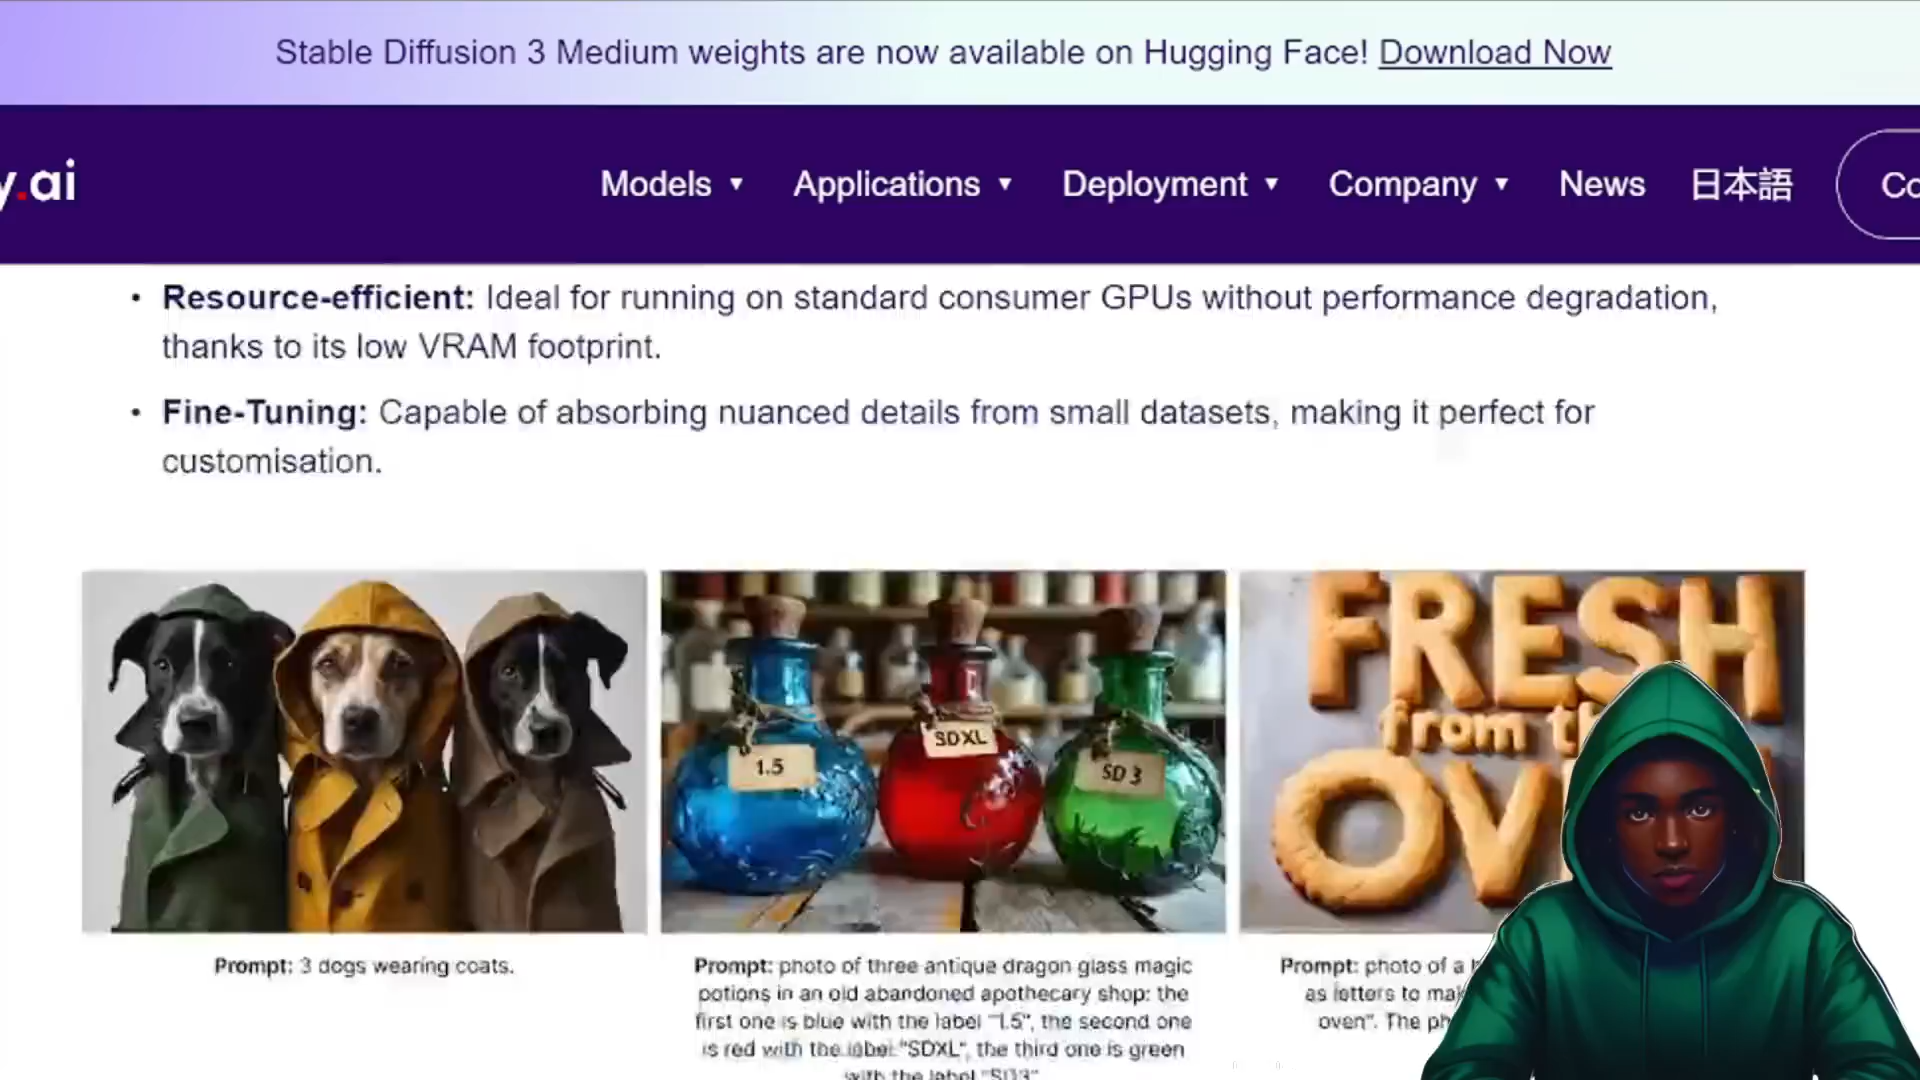 Stable Diffusion 3 Medium weights are now available on Hugging Face! Download Now
y.ai Models ▼ Applications ▼ Deployment ▼ Company ▼ News 日本語 Co
• Resource-efficient: Ideal for running on standard consumer GPUs without performance degradation,
thanks to its low VRAM footprint.
• Fine-Tuning: Capable of absorbing nuanced details from small datasets, making it perfect for
customisation.
1.5
SDXL
SD 3
FRESH
from th
OV
Prompt: 3 dogs wearing coats.
Prompt: photo of three antique dragon glass magic
potions in an old abandoned apothecary shop: the
first one is blue with the label "1.5", the second one
is red with the label "SDXL", the third one is green
with the label "SD3"
Prompt: photo of a
as letters to mak
oven". The ph